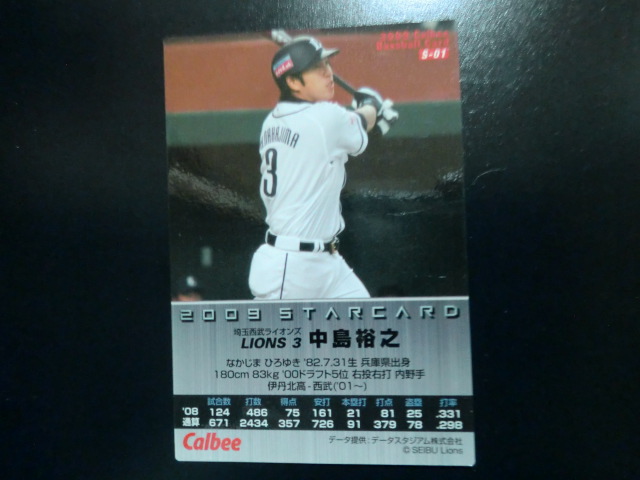 2009 Calbee
Baseball Card
S-01
NAKAJIMA
3
2009 STARCARD
埼玉西武ライオンズ
LIONS 3 中島裕之
なかじま ひろゆき '82.7.31生 兵庫県出身
180cm 83kg '00ドラフト5位 右投右打 内野手
伊丹北高-西武('01〜)
試合数 打数 得点 安打 本塁打 打点 盗塁 打率
'08 124 486 75 161 21 81 25 .331
通算 671 2434 357 726 91 379 78 .298
Calbee
データ提供:データスタジアム株式会社
© SEIBU Lions